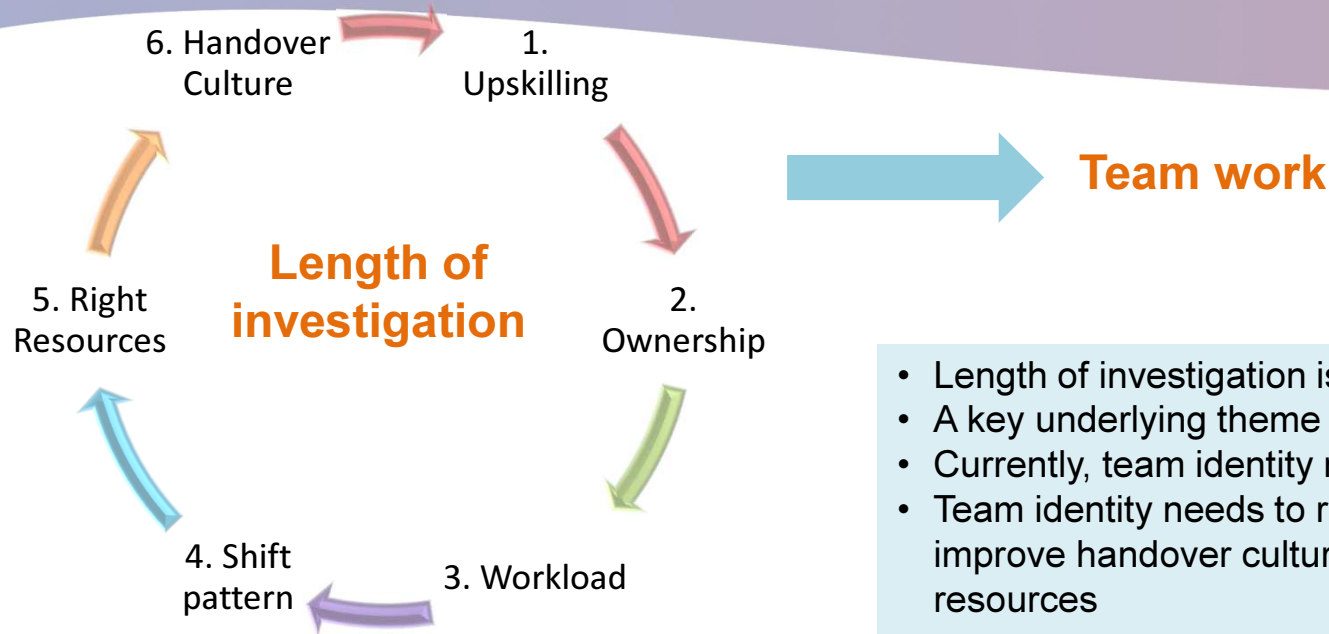 6. Handover
Culture
1.
Upskilling
Team work
Length of
investigation
5. Right
Resources
2.
Ownership
4. Shift
pattern
3. Workload
• Length of investigation is
• A key underlying theme
• Currently, team identity
• Team identity needs to
improve handover
resources